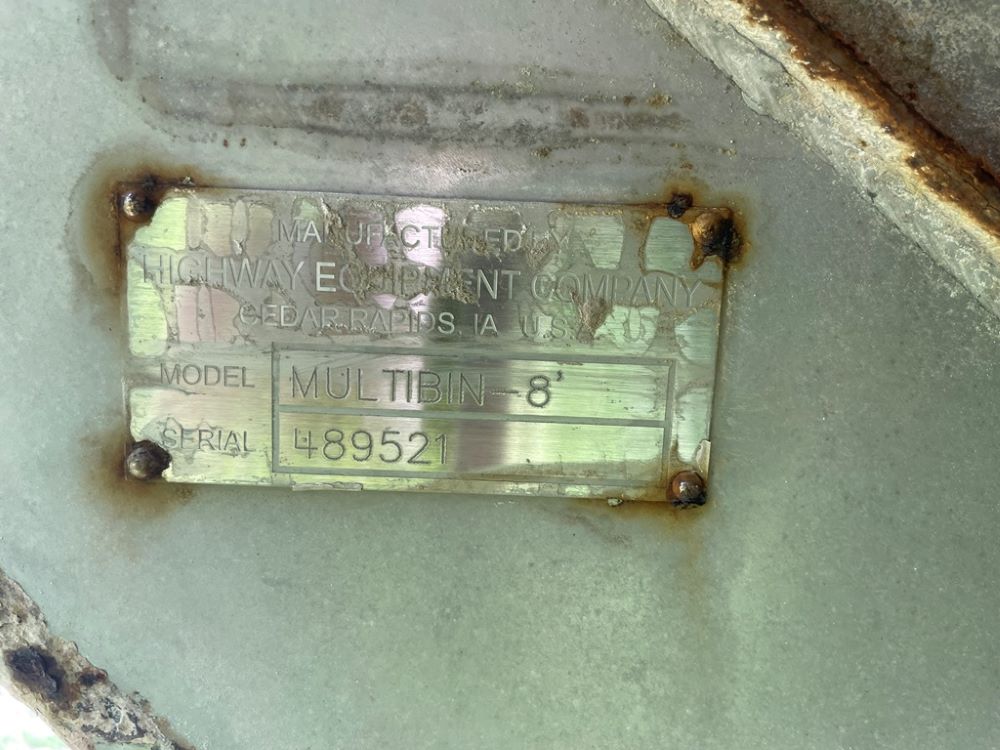 MANUFACTURED BY
HIGHWAY EQUIPMENT COMPANY
CEDAR RAPIDS, IA U.S.A.
MODEL MULTIBIN-8'
SERIAL 489521